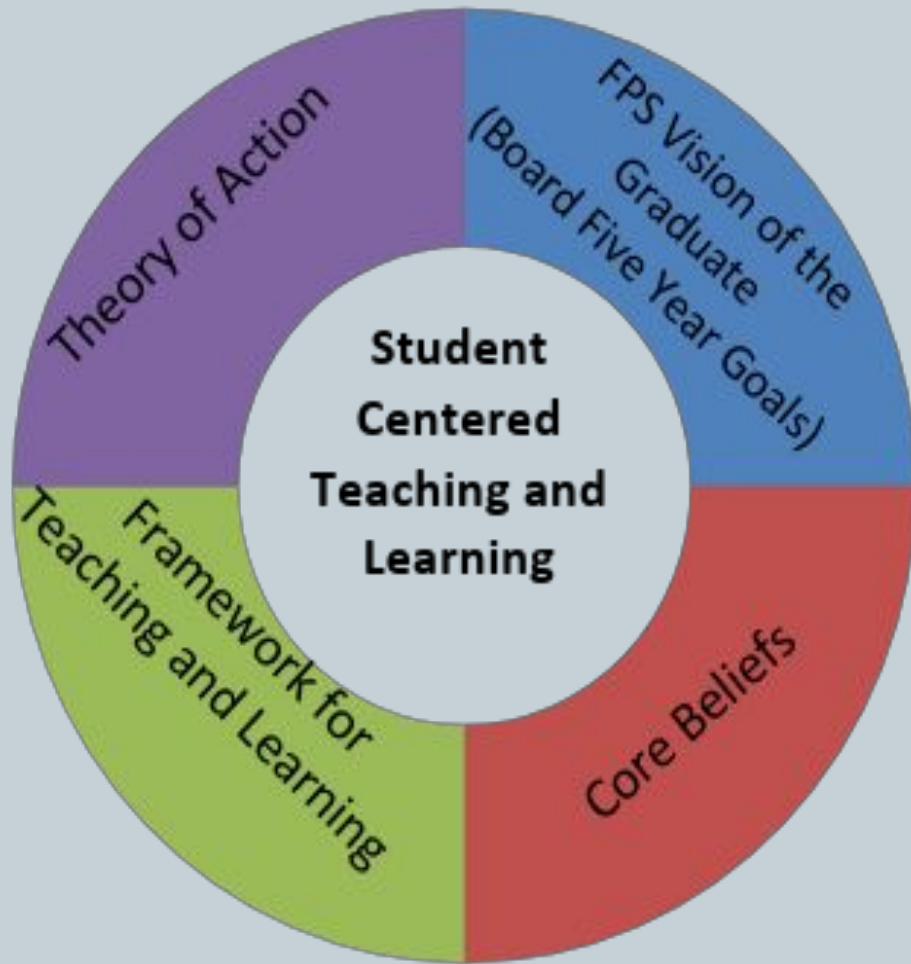 Theory of Action
FPS Vision of the
Graduate
(Board Five Year Goals)
Student
Centered
Teaching and
Learning
Framework for
Teaching and Learning
Core Beliefs